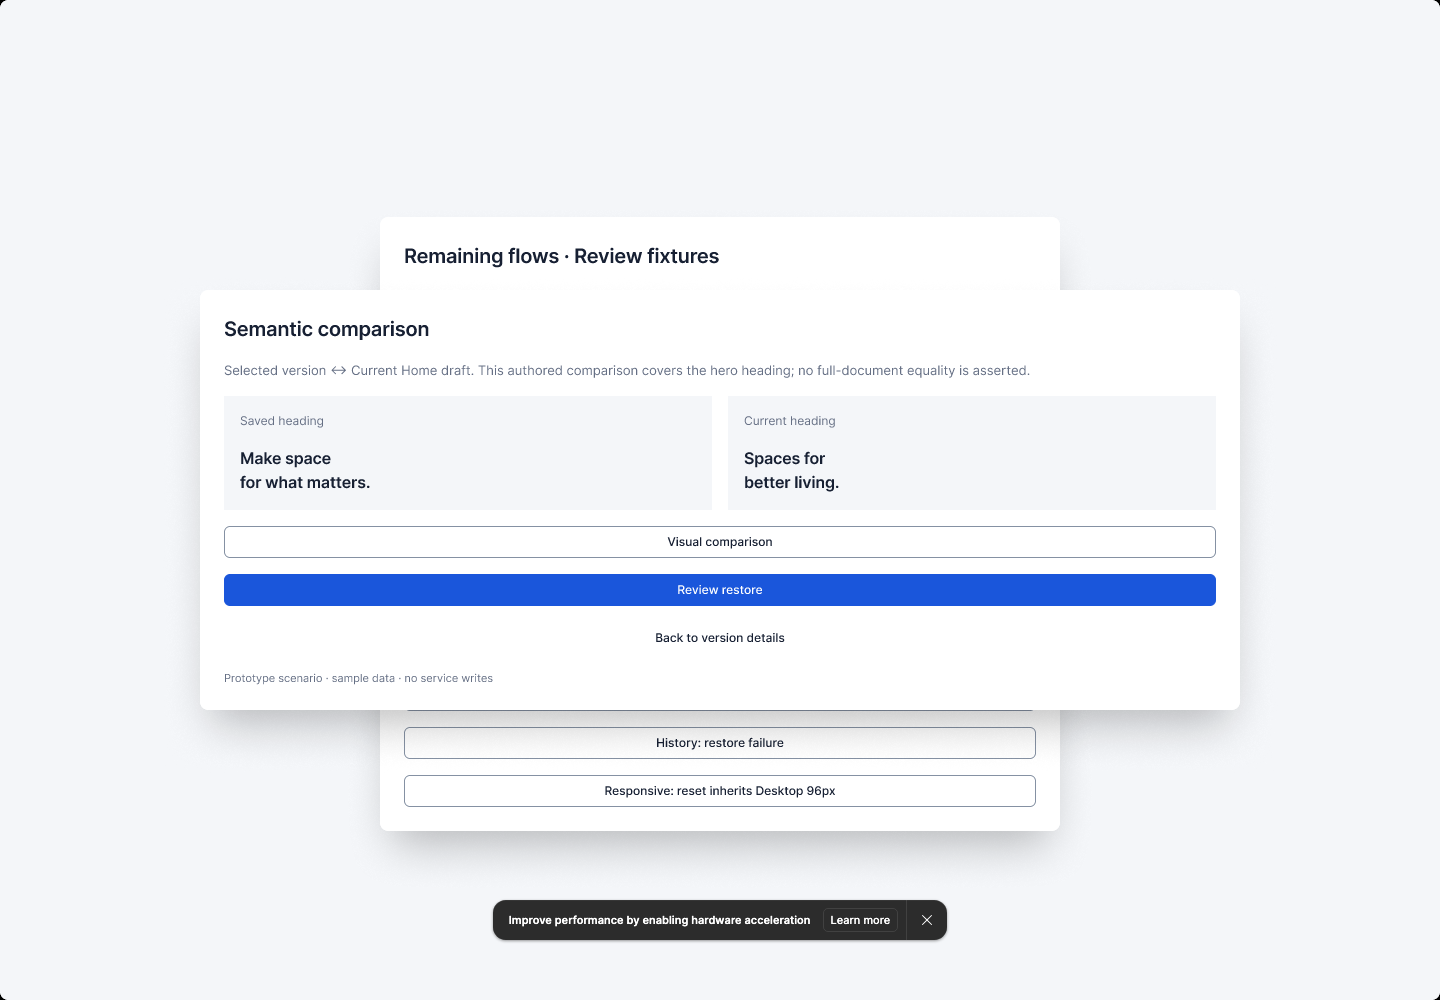 Remaining flows · Review fixtures
Semantic comparison
Selected version ↔ Current Home draft. This authored comparison covers the hero heading; no full-document equality is asserted.
Saved heading
Make space
for what matters.
Current heading
Spaces for
better living.
Visual comparison
Review restore
Back to version details
Prototype scenario · sample data · no service writes
History: restore failure
Responsive: reset inherits Desktop 96px
Improve performance by enabling hardware acceleration
Learn more